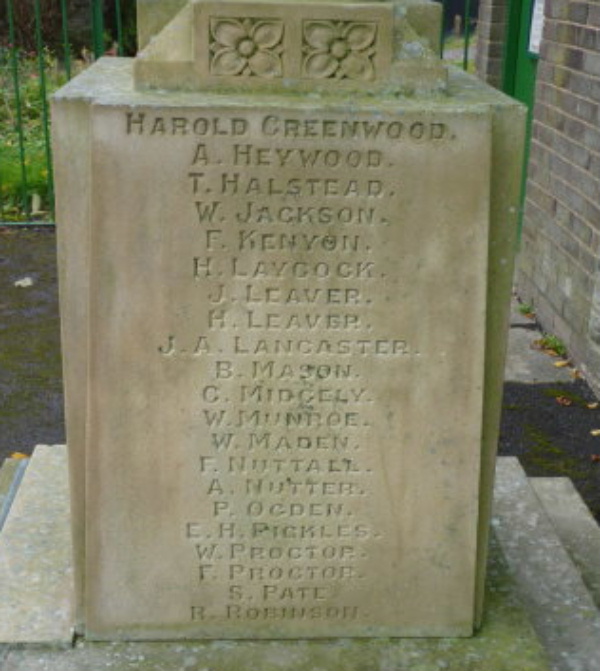 HAROLD GREENWOOD.
A. HEYWOOD.
T. HALSTEAD.
W. JACKSON.
F. KENYON.
H. LAYCOCK.
J. LEAVER.
H. LEAVER.
J. A. LANCASTER.
B. MASON.
C. MIDGELY.
W. MUNROE.
W. MADEN.
F. NUTTALL.
A. NUTTER.
P. OGDEN.
E. H. PICKLES.
W. PROCTOR.
F. PROCTOR.
S. PATE
R. ROBINSON.